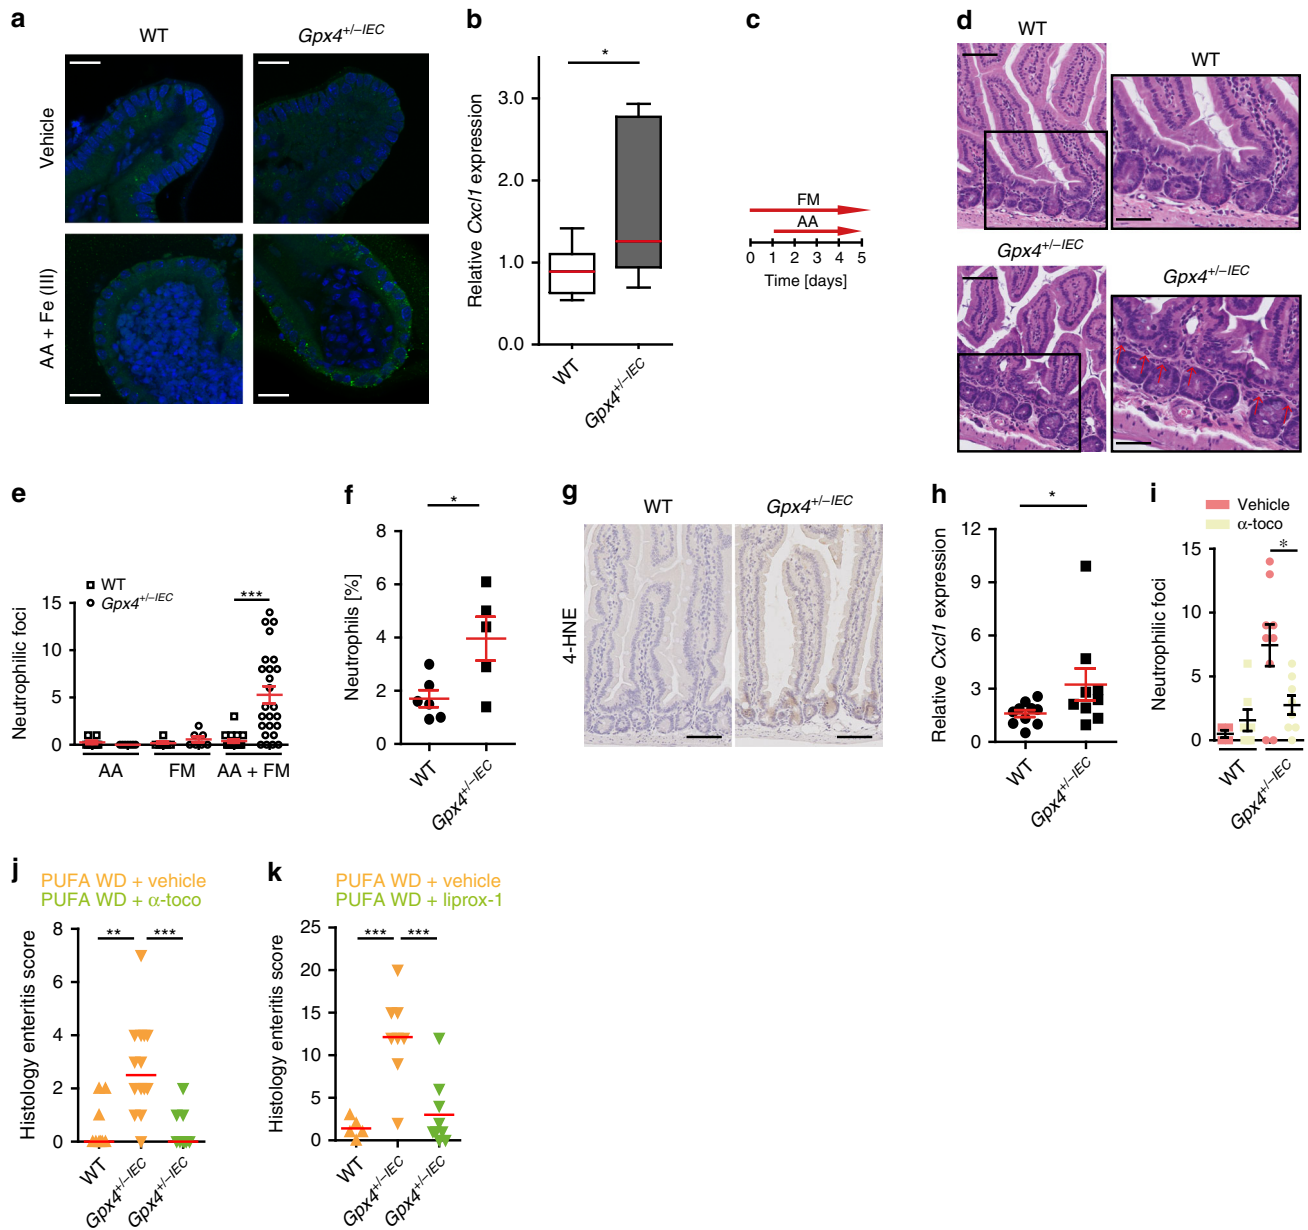 a
WT
Gpx4+/–IEC
Vehicle
AA + Fe (III)
b
*
Relative Cxcl1 expression
3.0
2.0
1.0
0.0
WT
Gpx4+/–IEC
c
FM
AA
0 1 2 3 4 5
Time [days]
d
WT
WT
Gpx4+/–IEC
Gpx4+/–IEC
e
WT
Gpx4+/–IEC
***
Neutrophilic foci
15
10
5
0
AA FM AA + FM
f
*
Neutrophils [%]
8
6
4
2
0
WT
Gpx4+/–IEC
g
WT
Gpx4+/–IEC
4-HNE
h
*
Relative Cxcl1 expression
12
9
6
3
0
WT
Gpx4+/–IEC
i
Vehicle
α-toco
*
Neutrophilic foci
15
10
5
0
WT
Gpx4+/–IEC
j
PUFA WD + vehicle
PUFA WD + α-toco
** ***
Histology enteritis score
8
6
4
2
0
WT
Gpx4+/–IEC
Gpx4+/–IEC
k
PUFA WD + vehicle
PUFA WD + liprox-1
*** ***
Histology enteritis score
25
20
15
10
5
0
WT
Gpx4+/–IEC
Gpx4+/–IEC